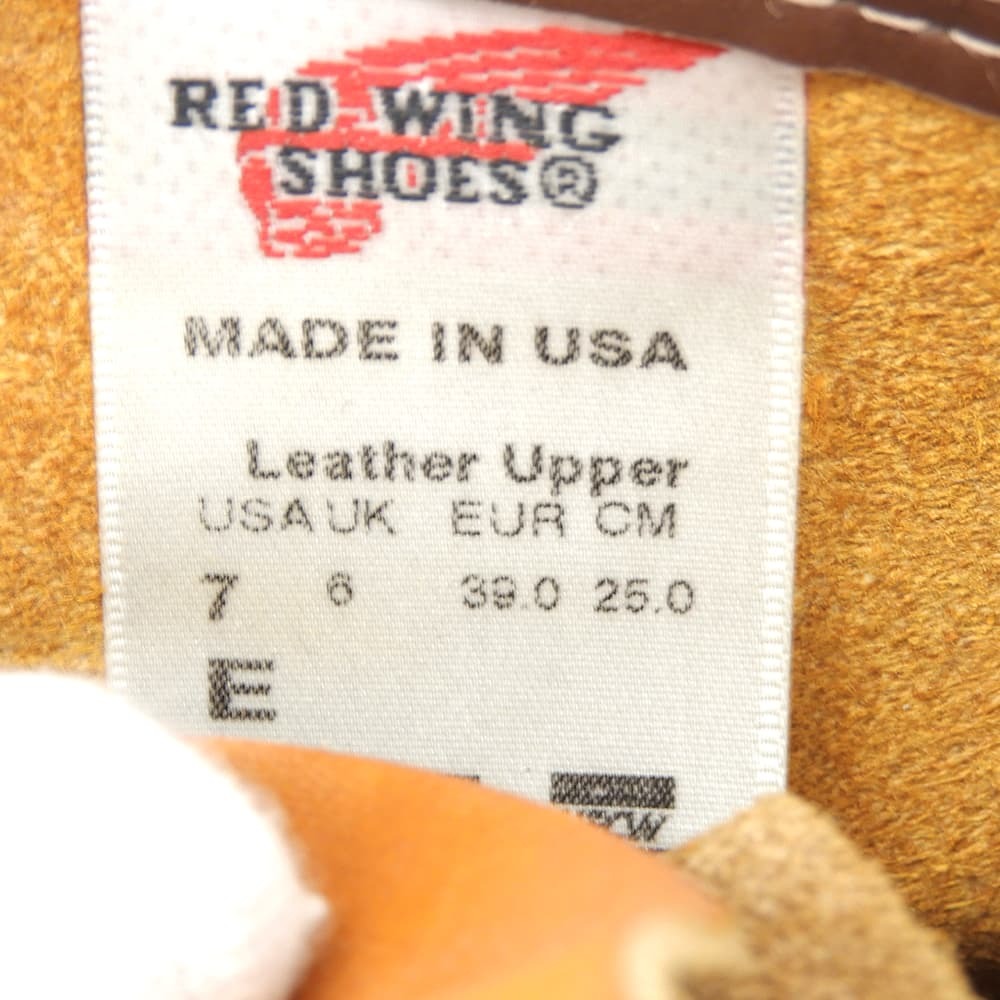 RED WING
SHOES®
MADE IN USA
Leather Upper
USA UK EUR CM
7 6 39.0 25.0
E